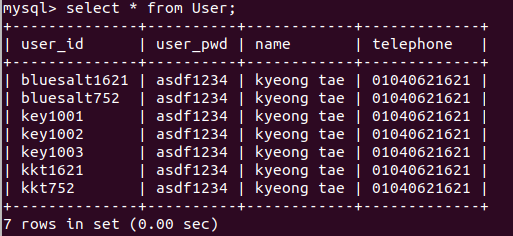 mysql> select * from User;
+--------------+----------+------------+-------------+
| user_id      | user_pwd | name       | telephone   |
+--------------+----------+------------+-------------+
| bluesalt1621 | asdf1234 | kyeong tae | 01040621621 |
| bluesalt752  | asdf1234 | kyeong tae | 01040621621 |
| key1001      | asdf1234 | kyeong tae | 01040621621 |
| key1002      | asdf1234 | kyeong tae | 01040621621 |
| key1003      | asdf1234 | kyeong tae | 01040621621 |
| kkt1621      | asdf1234 | kyeong tae | 01040621621 |
| kkt752       | asdf1234 | kyeong tae | 01040621621 |
+--------------+----------+------------+-------------+
7 rows in set (0.00 sec)